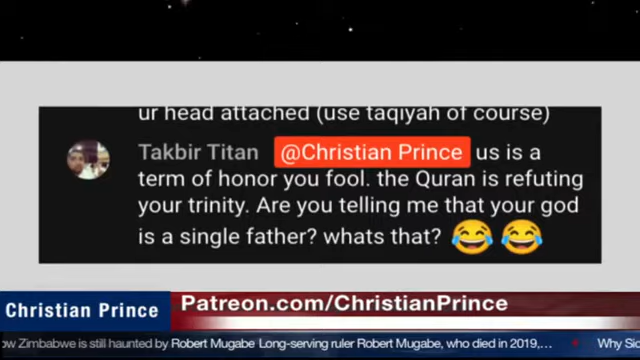 ur head attached (use taqiyah of course)
Takbir Titan @Christian Prince us is a
term of honor you fool. the Quran is refuting
your trinity. Are you telling me that your god
is a single father? whats that? 😂😂
Christian Prince
Patreon.com/ChristianPrince
ow Zimbabwe is still haunted by Robert Mugabe Long-serving ruler Robert Mugabe, who died in 2019,... Why Sic